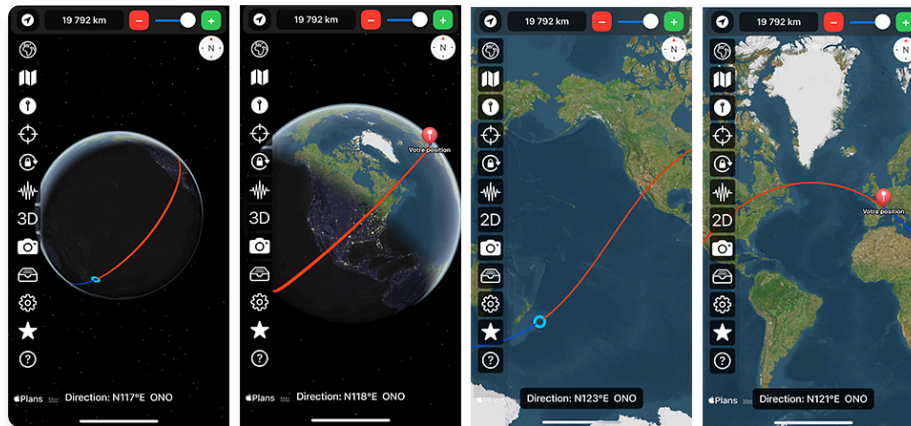 19 792 km
N
3D
Plans
Direction: N117°E ONO
19 792 km
N
Votre position
3D
Plans
Direction: N118°E ONO
19 792 km
N
2D
Plans
Direction: N123°E ONO
19 792 km
N
Votre position
2D
Plans
Direction: N121°E ONO